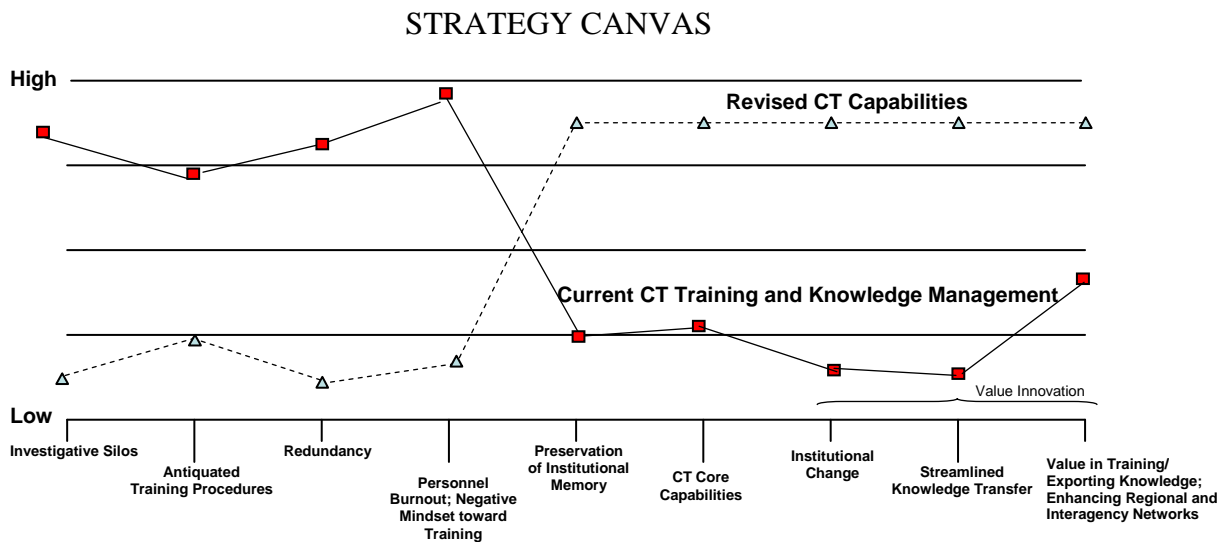 STRATEGY CANVAS
High
Revised CT Capabilities
Current CT Training and Knowledge Management
Value Innovation
Low
Investigative Silos
Antiquated
Training Procedures
Redundancy
Personnel
Burnout; Negative
Mindset toward
Training
Preservation
of Institutional
Memory
CT Core
Capabilities
Institutional
Change
Streamlined
Knowledge Transfer
Value in Training/
Exporting Knowledge;
Enhancing Regional and
Interagency Networks